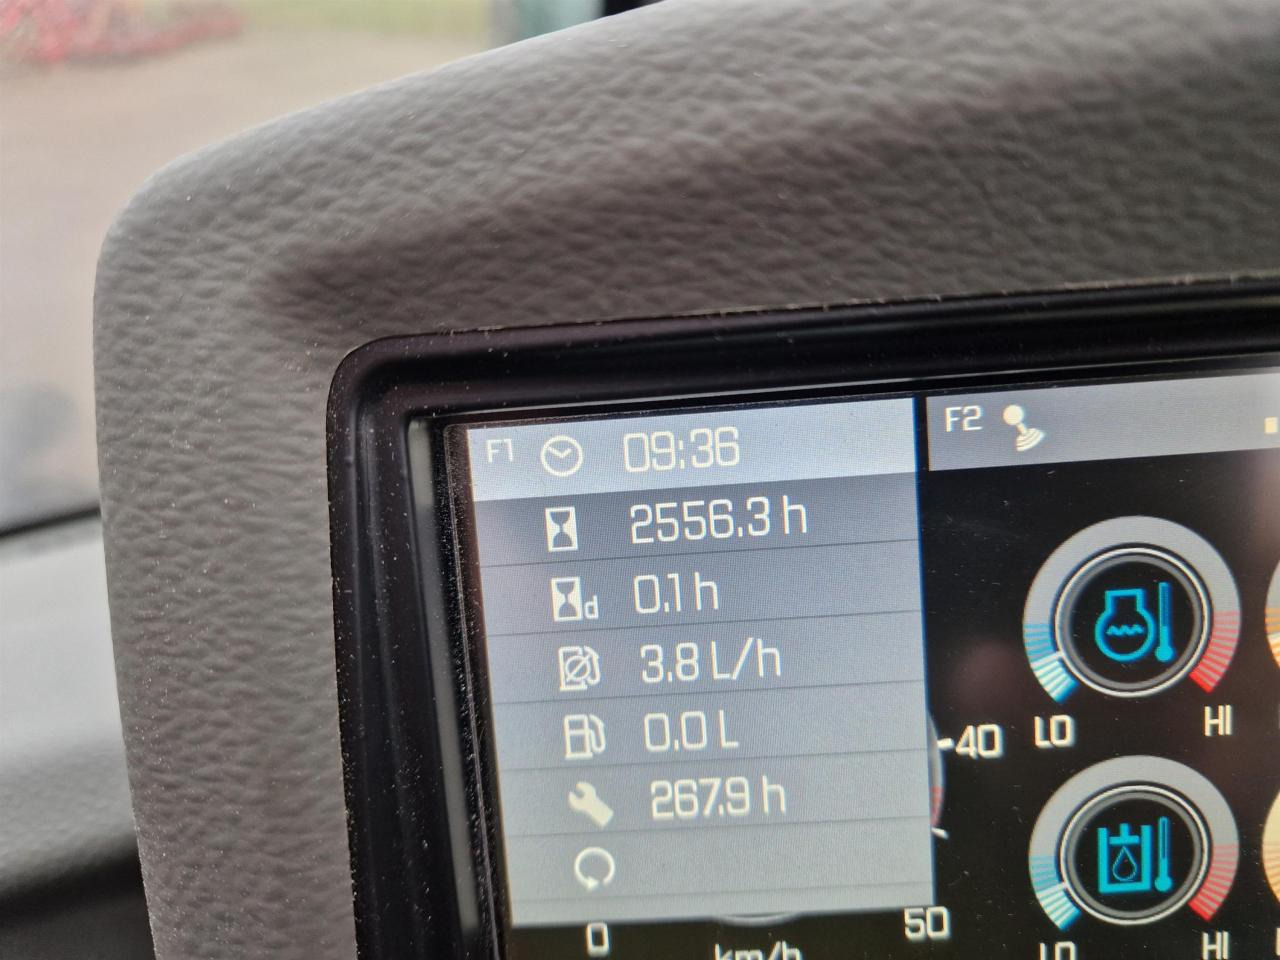 F1 09:36
F2
2556.3 h
d 0.1 h
3.8 L/h
0.0 L
267.9 h
40
LO HI
0 km/h 50
LO HI